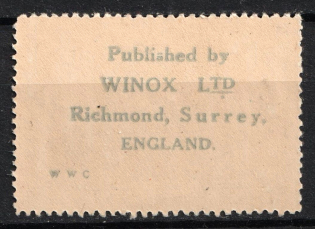 Published by
WINOX LTD
Richmond, Surrey,
ENGLAND.
W W C